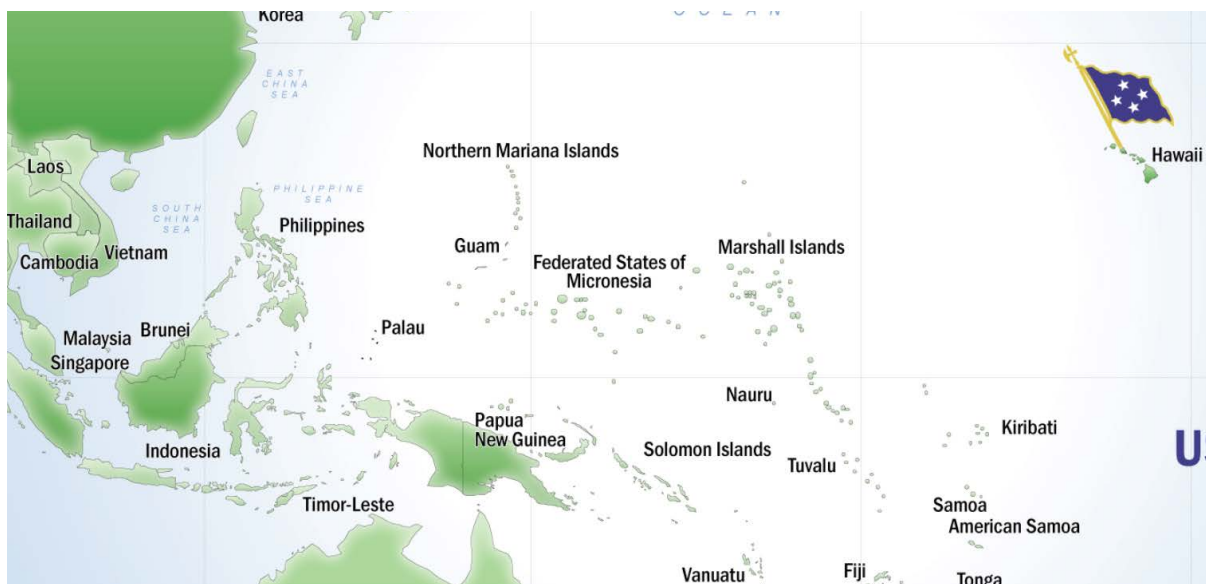 OCEAN
Korea
EAST
CHINA
SEA
Northern Mariana Islands
Hawaii
Laos
PHILIPPINE
SEA
SOUTH
CHINA
SEA
Thailand
Philippines
Vietnam
Cambodia
Guam
Marshall Islands
Federated States of
Micronesia
Palau
Brunei
Malaysia
Singapore
Nauru
Papua
New Guinea
Kiribati
Indonesia
Solomon Islands
Tuvalu
Timor-Leste
Samoa
American Samoa
Vanuatu
Fiji
Tonga